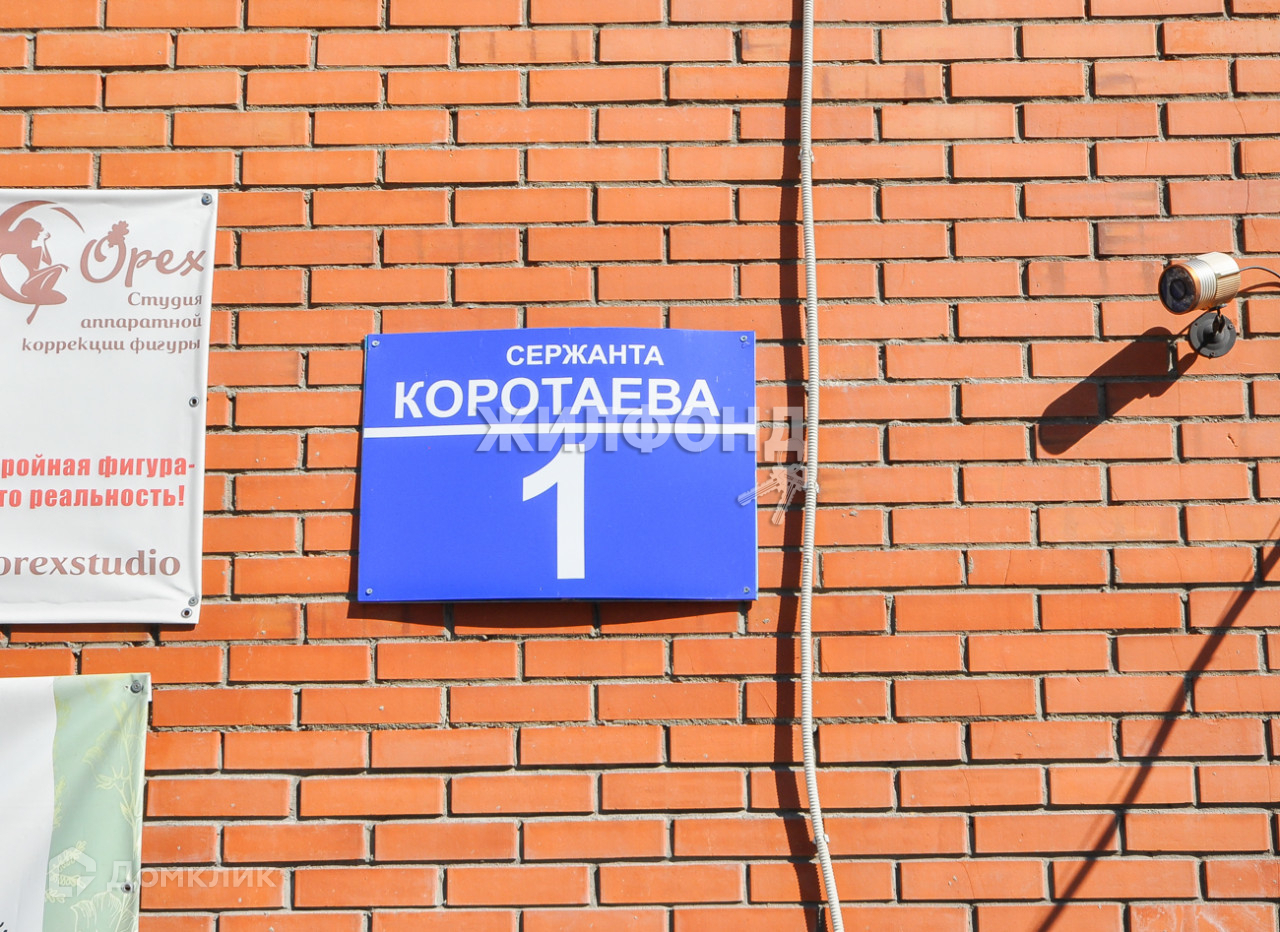 Орех
Студия
аппаратной
коррекции фигуры
ройная фигура-
то реальность!
orexstudio
СЕРЖАНТА
КОРОТАЕВА
1
ЖИЛФОНД
ДОМКЛИК